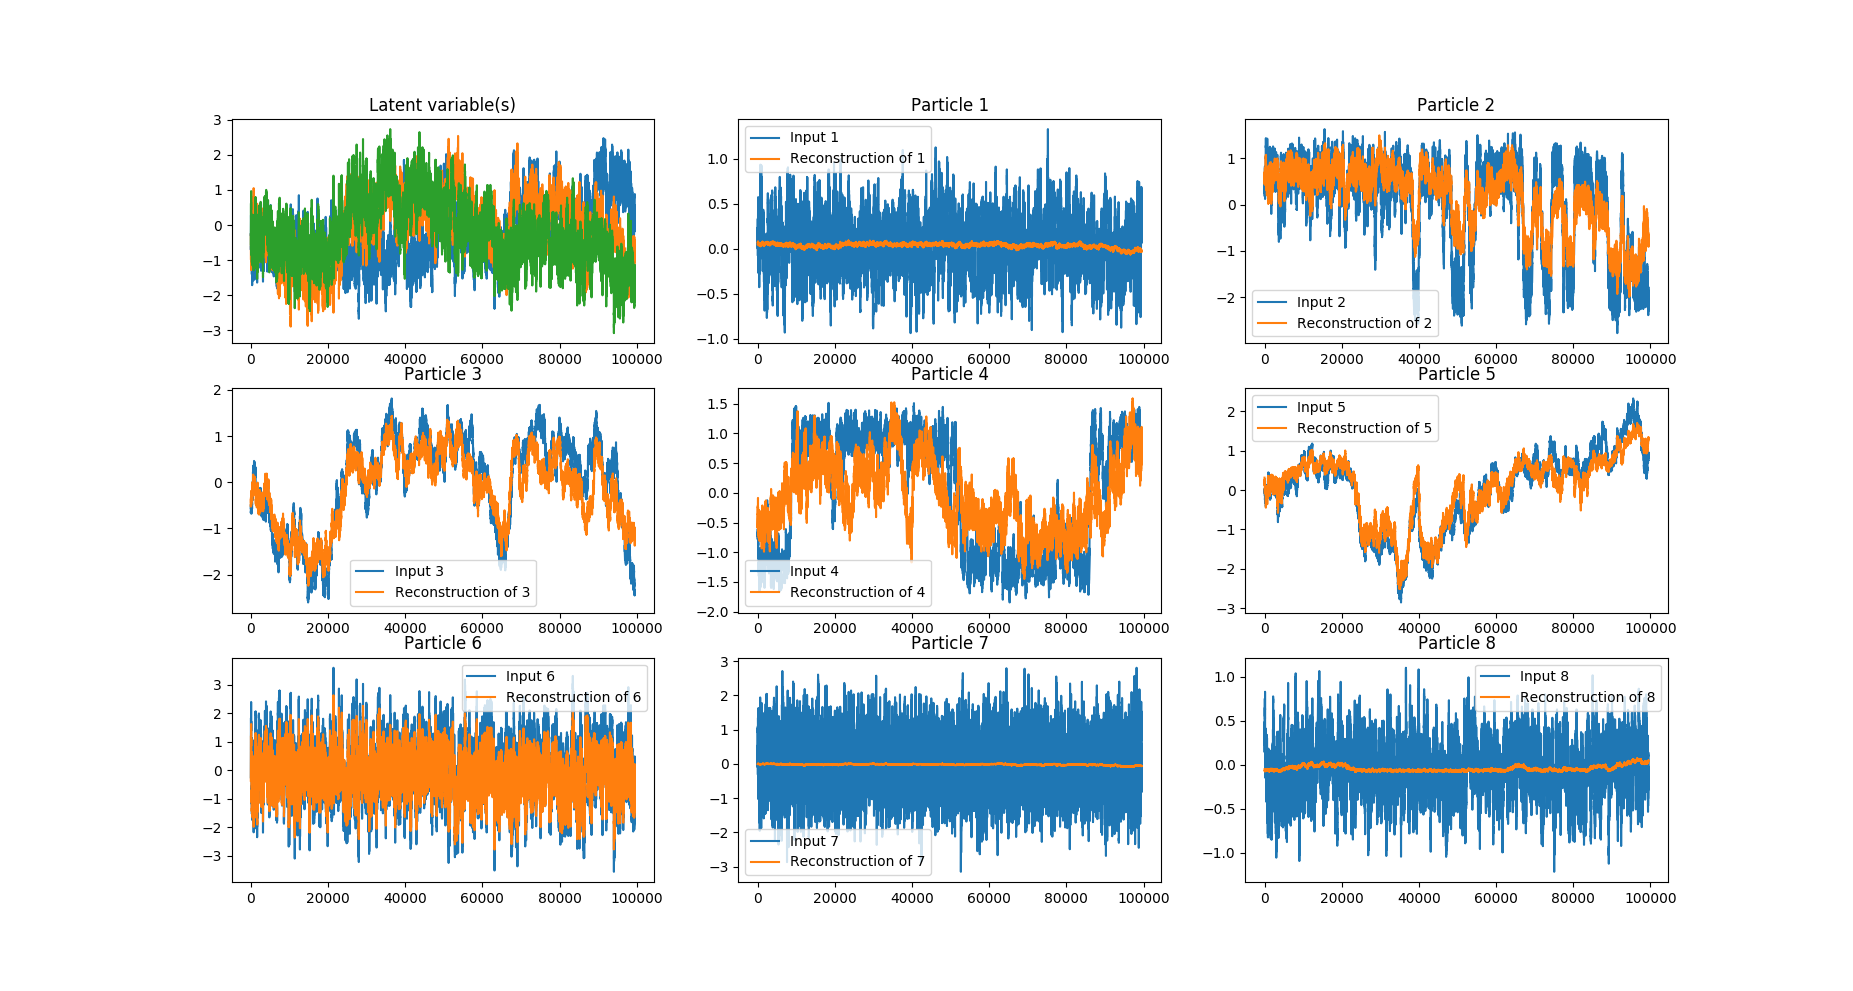 Latent variable(s)
3
2
1
0
−1
−2
−3
0 20000 40000 60000 80000 100000
Particle 1
Input 1
Reconstruction of 1
1.0
0.5
0.0
−0.5
−1.0
0 20000 40000 60000 80000 100000
Particle 2
1
0
−1
−2
Input 2
Reconstruction of 2
0 20000 40000 60000 80000 100000
Particle 3
2
1
0
−1
−2
Input 3
Reconstruction of 3
0 20000 40000 60000 80000 100000
Particle 4
1.5
1.0
0.5
0.0
−0.5
−1.0
−1.5
−2.0
Input 4
Reconstruction of 4
0 20000 40000 60000 80000 100000
Particle 5
Input 5
Reconstruction of 5
2
1
0
−1
−2
−3
0 20000 40000 60000 80000 100000
Particle 6
Input 6
Reconstruction of 6
3
2
1
0
−1
−2
−3
0 20000 40000 60000 80000 100000
Particle 7
3
2
1
0
−1
−2
−3
Input 7
Reconstruction of 7
0 20000 40000 60000 80000 100000
Particle 8
Input 8
Reconstruction of 8
1.0
0.5
0.0
−0.5
−1.0
0 20000 40000 60000 80000 100000